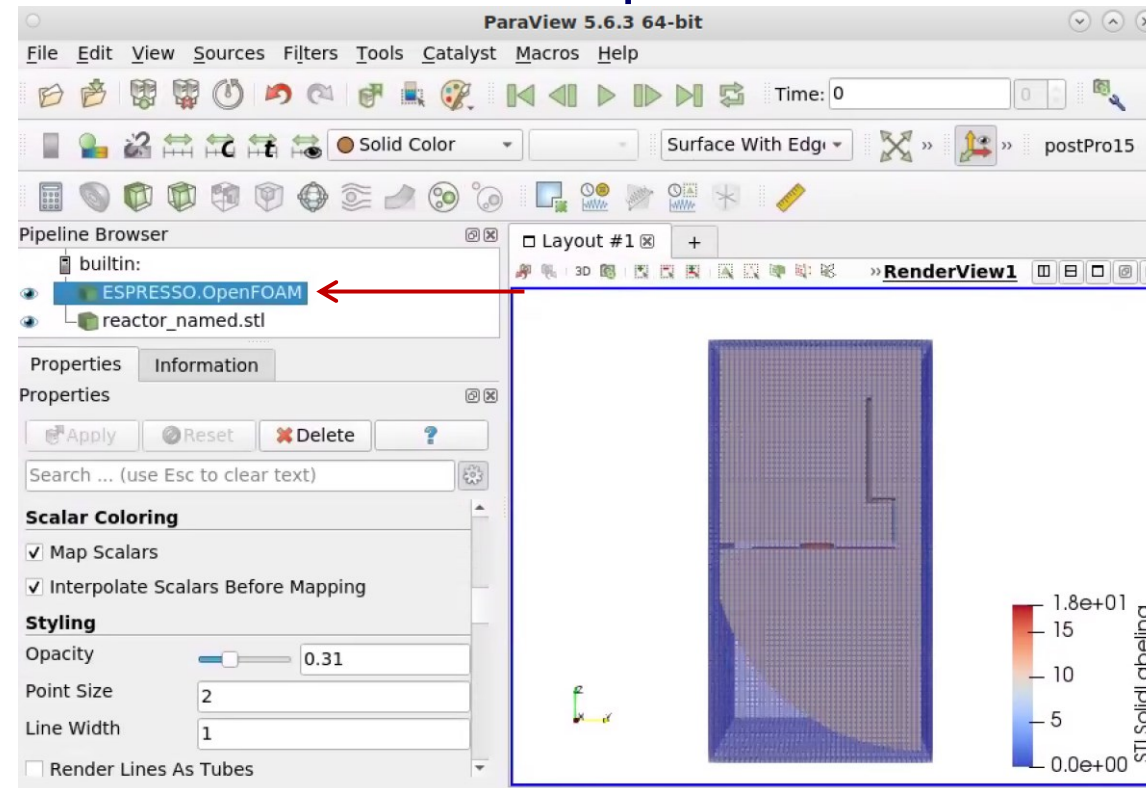 ParaView 5.6.3 64-bit
File Edit View Sources Filters Tools Catalyst Macros Help
Time: 0 0
Solid Color Surface With Edg postPro15
Pipeline Browser
builtin:
ESPRESSO.OpenFOAM
reactor_named.stl
Layout #1 +
3D RenderView1
Properties Information
Properties
Apply Reset Delete ?
Search ... (use Esc to clear text)
Scalar Coloring
Map Scalars
Interpolate Scalars Before Mapping
Styling
Opacity 0.31
Point Size 2
Line Width 1
Render Lines As Tubes
Z
X Y
1.8e+01
15
10
5
0.0e+00
STLSolidLabeling